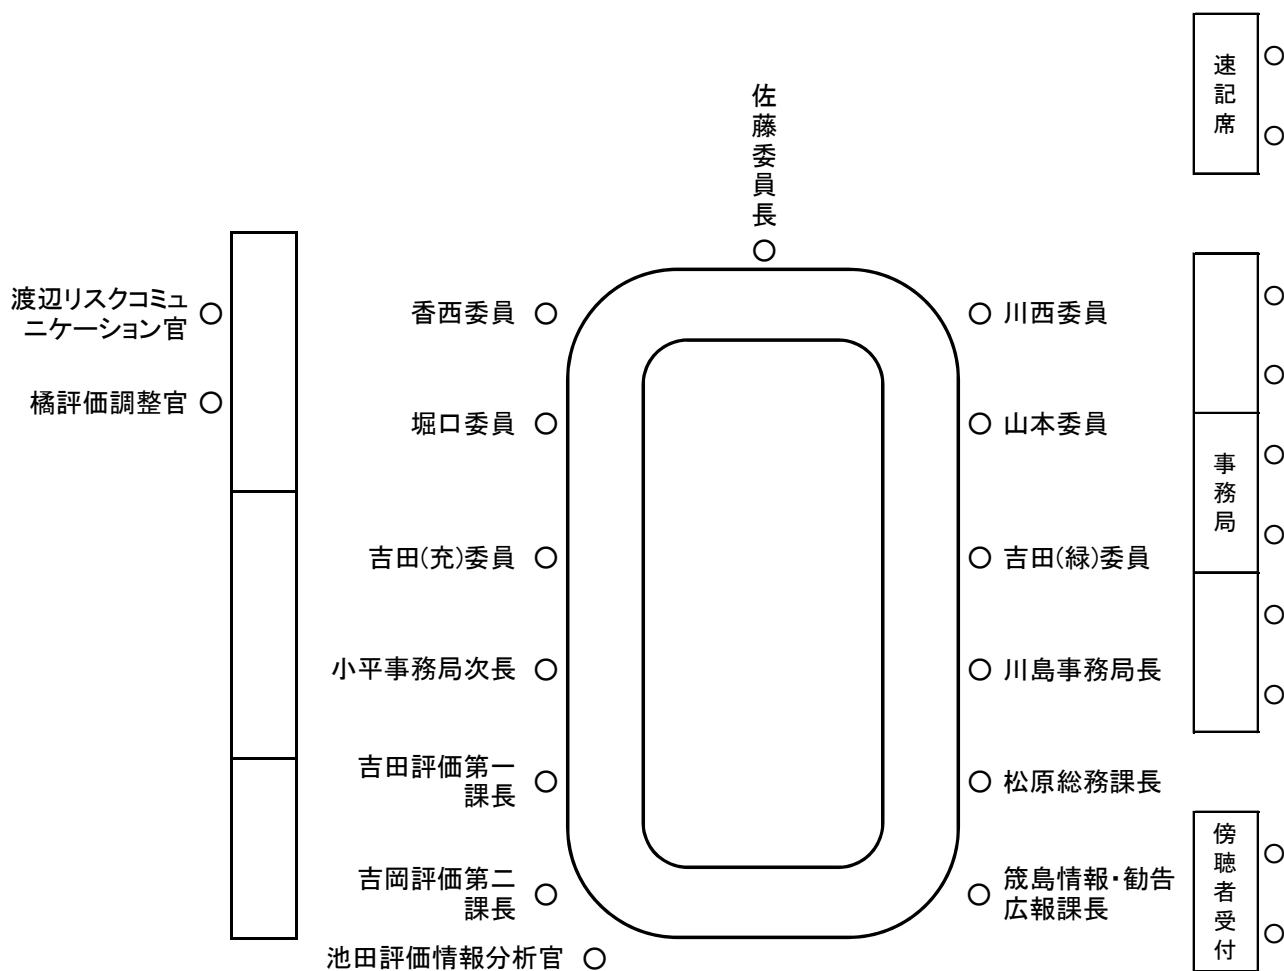 速記席
佐藤委員長
渡辺リスクコミュ
ニケーション官
香西委員
川西委員
橘評価調整官
堀口委員
山本委員
事務局
吉田(充)委員
吉田(緑)委員
小平事務局次長
川島事務局長
吉田評価第一
課長
松原総務課長
吉岡評価第二
課長
筬島情報・勧告
広報課長
傍聴者受付
池田評価情報分析官